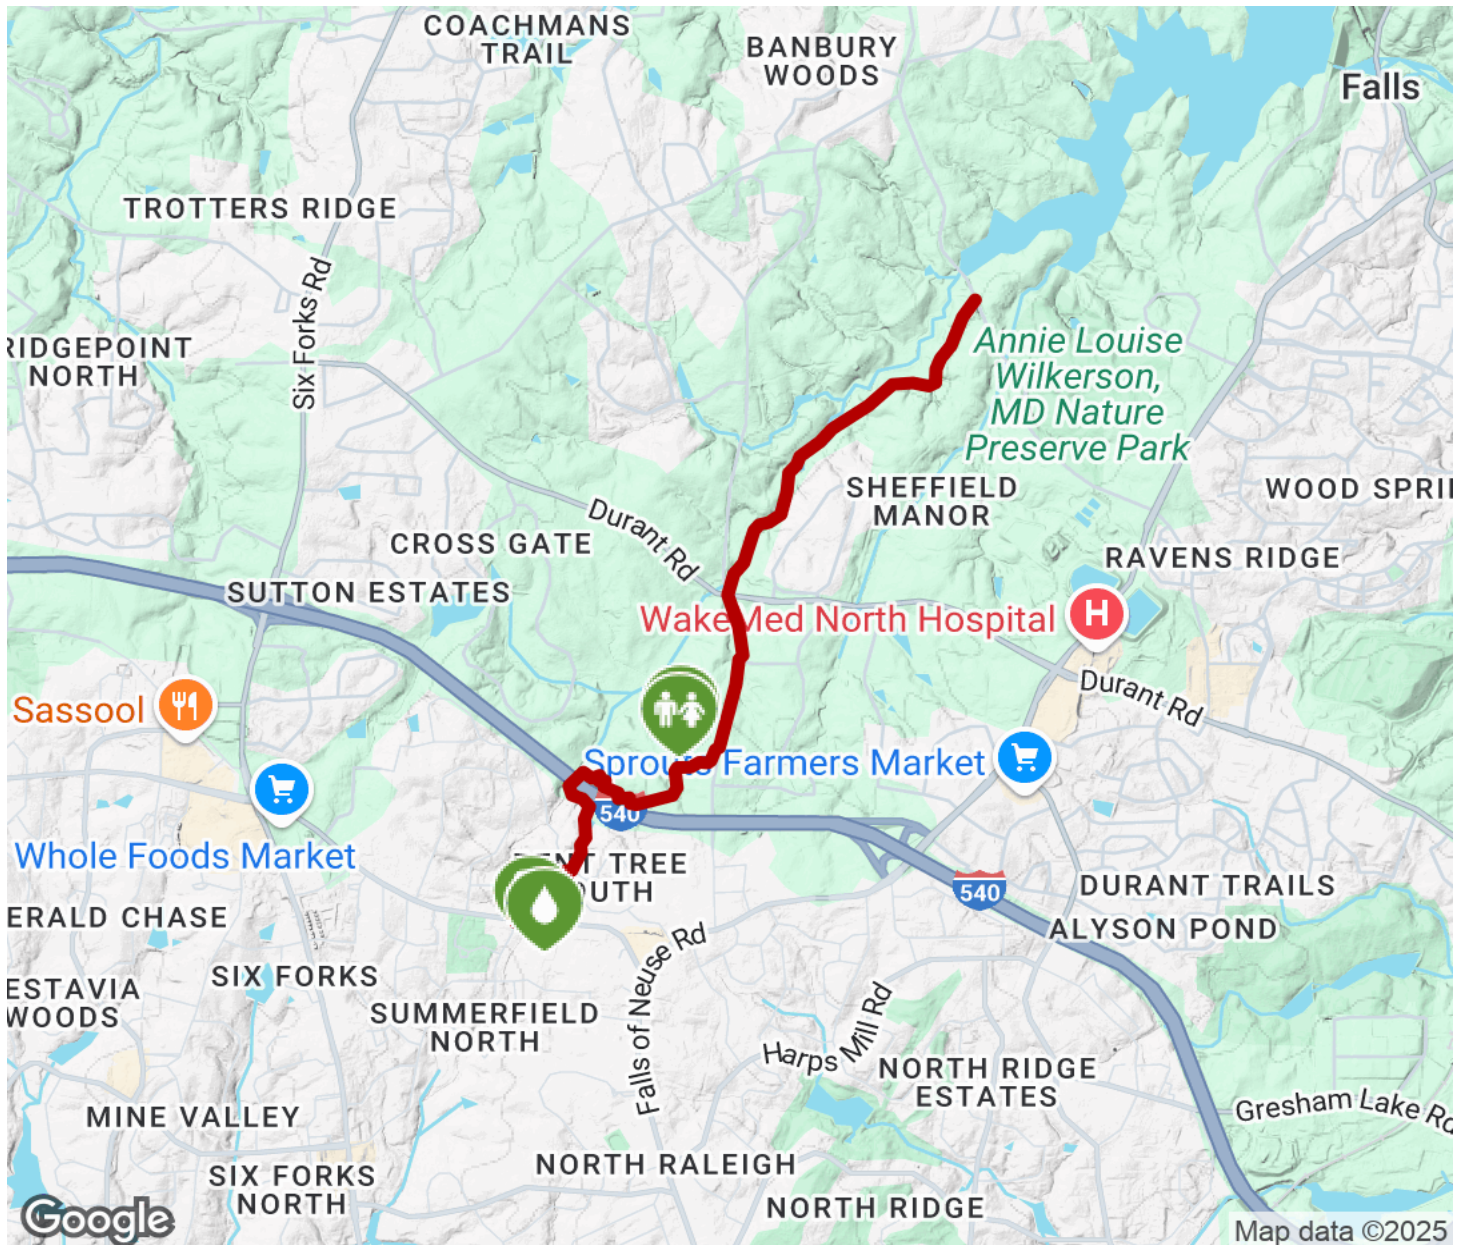 COACHMANS
TRAIL
BANBURY
WOODS
Falls
TROTTERS RIDGE
Six Forks Rd
RIDGEPOINT
NORTH
Annie Louise
Wilkerson,
MD Nature
Preserve Park
SHEFFIELD
MANOR
WOOD SPRI
Durant Rd
CROSS GATE
RAVENS RIDGE
SUTTON ESTATES
WakeMed North Hospital
H
Durant Rd
Sassool
Sprouts Farmers Market
540
Whole Foods Market
BENT TREE
SOUTH
540
DURANT TRAILS
ERALD CHASE
ALYSON POND
Falls of Neuse Rd
SIX FORKS
ESTAVIA
WOODS
SUMMERFIELD
NORTH
Harps Mill Rd
NORTH RIDGE
ESTATES
MINE VALLEY
Gresham Lake Rd
NORTH RALEIGH
SIX FORKS
NORTH
NORTH RIDGE
Google
Map data ©2025